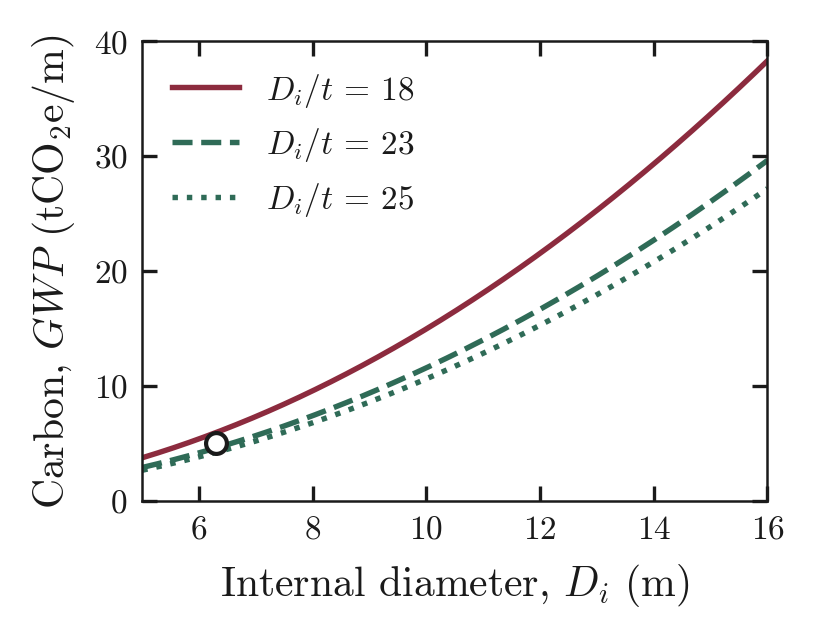 Carbon, GWP (tCO₂e/m)
40
30
20
10
0
Dᵢ/t = 18
Dᵢ/t = 23
Dᵢ/t = 25
6 8 10 12 14 16
Internal diameter, Dᵢ (m)